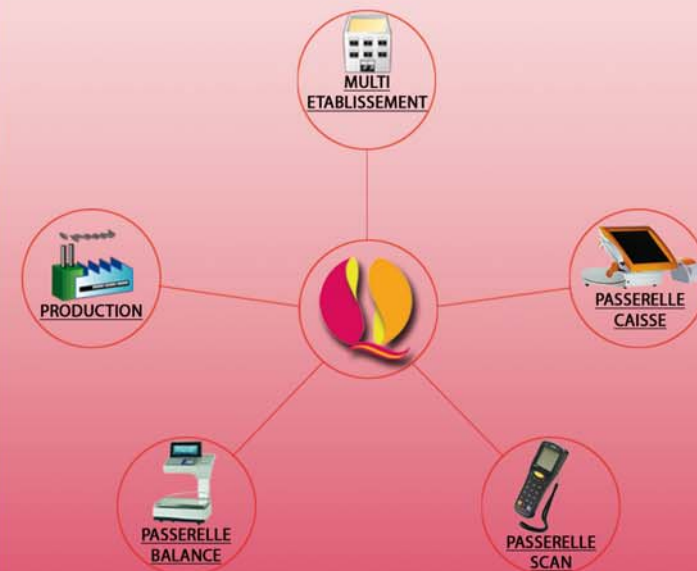 MULTI
ETABLISSEMENT
PRODUCTION
PASSERELLE
CAISSE
PASSERELLE
BALANCE
PASSERELLE
SCAN